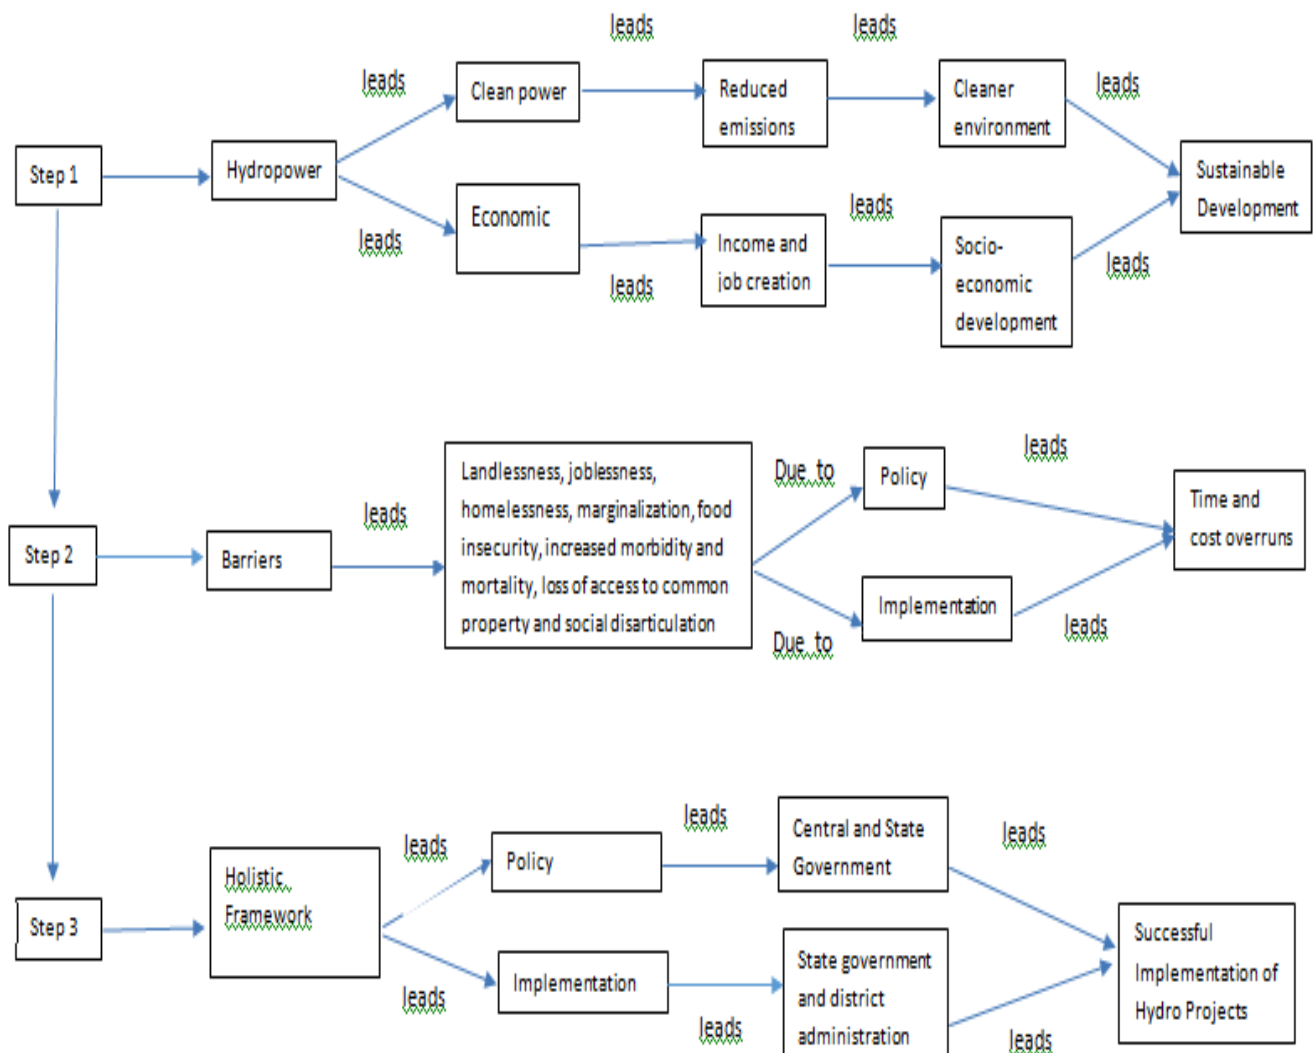 leads
leads
leads
Clean power
Reduced
emissions
Cleaner
environment
leads
Step 1
Hydropower
Sustainable
Development
Economic
leads
leads
Income and
job creation
leads
Socio-
economic
development
leads
Landlessness, joblessness,
homelessness, marginalization, food
insecurity, increased morbidity and
mortality, loss of access to common
property and social disarticulation
Due to
Policy
leads
Time and
cost overruns
leads
Step 2
Barriers
Implementation
Due to
leads
leads
leads
Central and State
Government
leads
Holistic
Framework
Policy
Step 3
Implementation
State government
and district
administration
Successful
Implementation of
Hydro Projects
leads
leads
leads